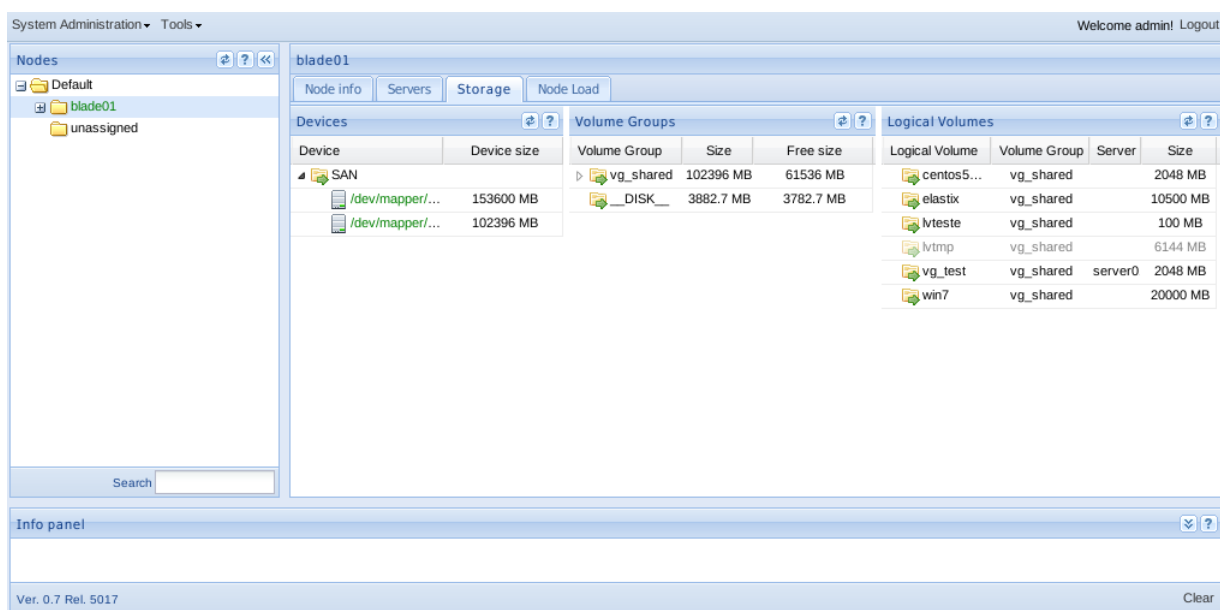 System Administration Tools Welcome admin! Logout
Nodes
Default
blade01
unassigned
Search
blade01
Node info Servers Storage Node Load
Devices
Device Device size
SAN
/dev/mapper/... 153600 MB
/dev/mapper/... 102396 MB
Volume Groups
Volume Group Size Free size
vg_shared 102396 MB 61536 MB
__DISK__ 3882.7 MB 3782.7 MB
Logical Volumes
Logical Volume Volume Group Server Size
centos5... vg_shared 2048 MB
elastix vg_shared 10500 MB
lvteste vg_shared 100 MB
lvtmp vg_shared 6144 MB
vg_test vg_shared server0 2048 MB
win7 vg_shared 20000 MB
Info panel
Ver. 0.7 Rel. 5017 Clear